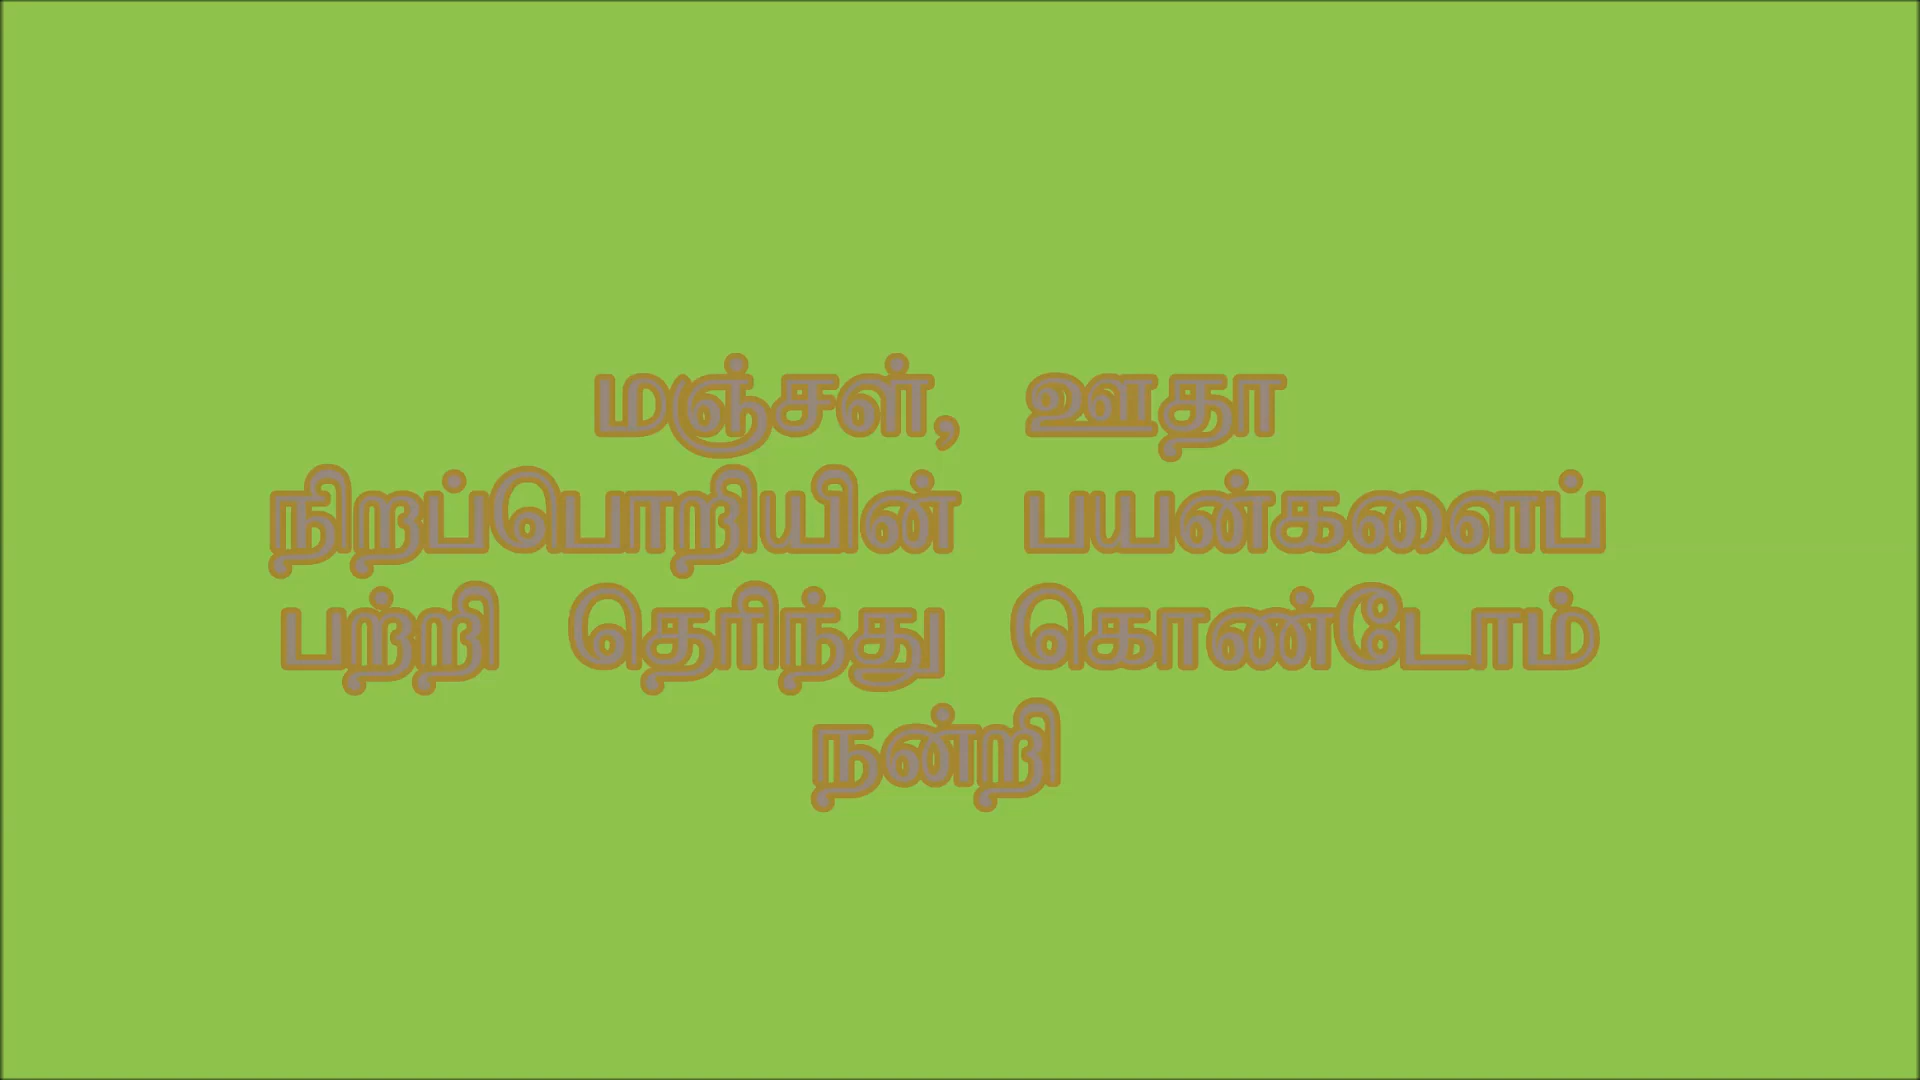 மஞ்சள், ஊதா
நிறப்பொறியின் பயன்களைப்
பற்றி தெரிந்து கொண்டோம்
நன்றி